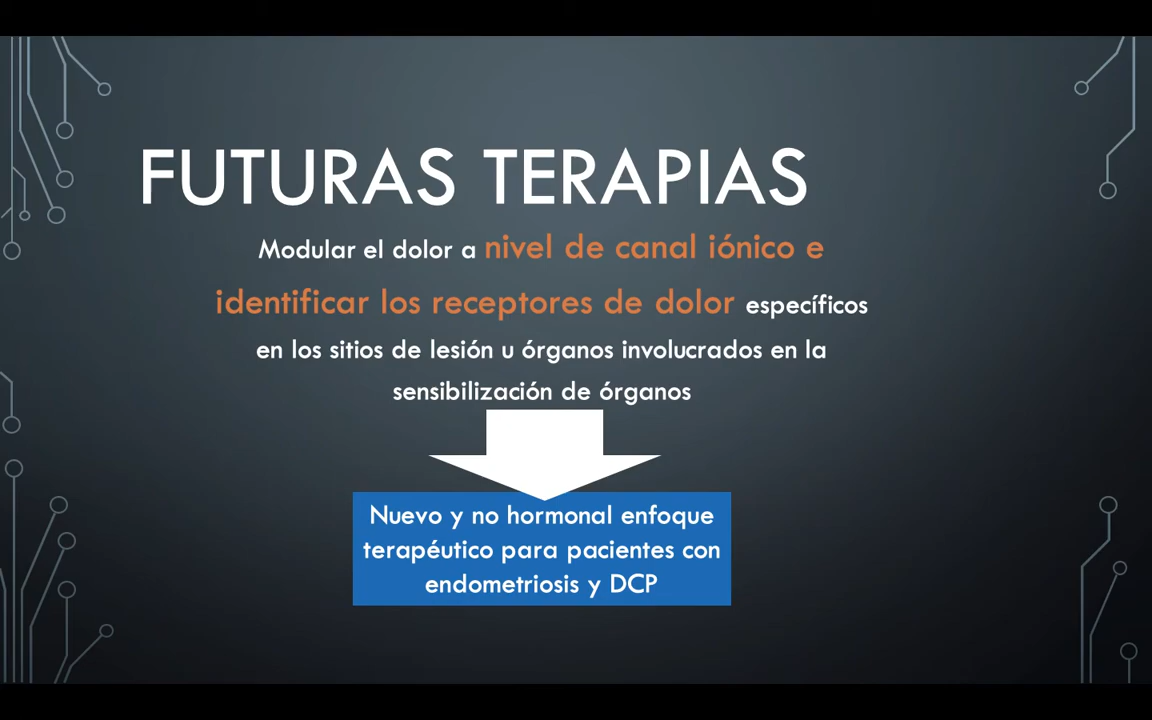 FUTURAS TERAPIAS
Modular el dolor a nivel de canal iónico e
identificar los receptores de dolor específicos
en los sitios de lesión u órganos involucrados en la
sensibilización de órganos
Nuevo y no hormonal enfoque
terapéutico para pacientes con
endometriosis y DCP